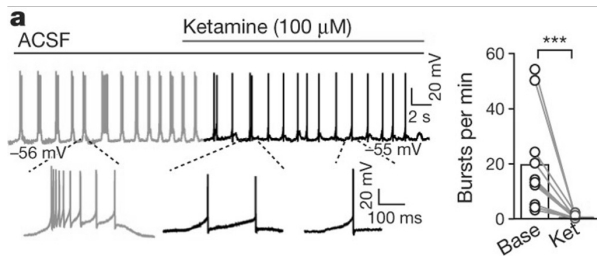 a
Ketamine (100 μM)
ACSF
20 mV
2 s
–56 mV
–55 mV
20 mV
100 ms
***
Bursts per min
60
40
20
0
Base
Ket